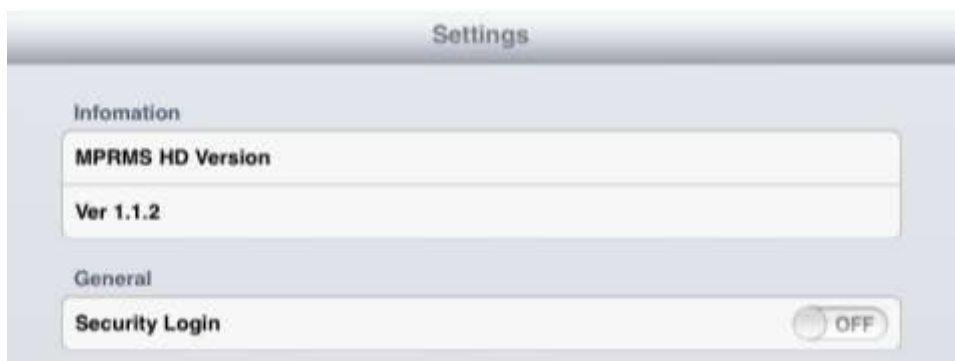 Settings
Infomation
MPRMS HD Version
Ver 1.1.2
General
Security Login OFF